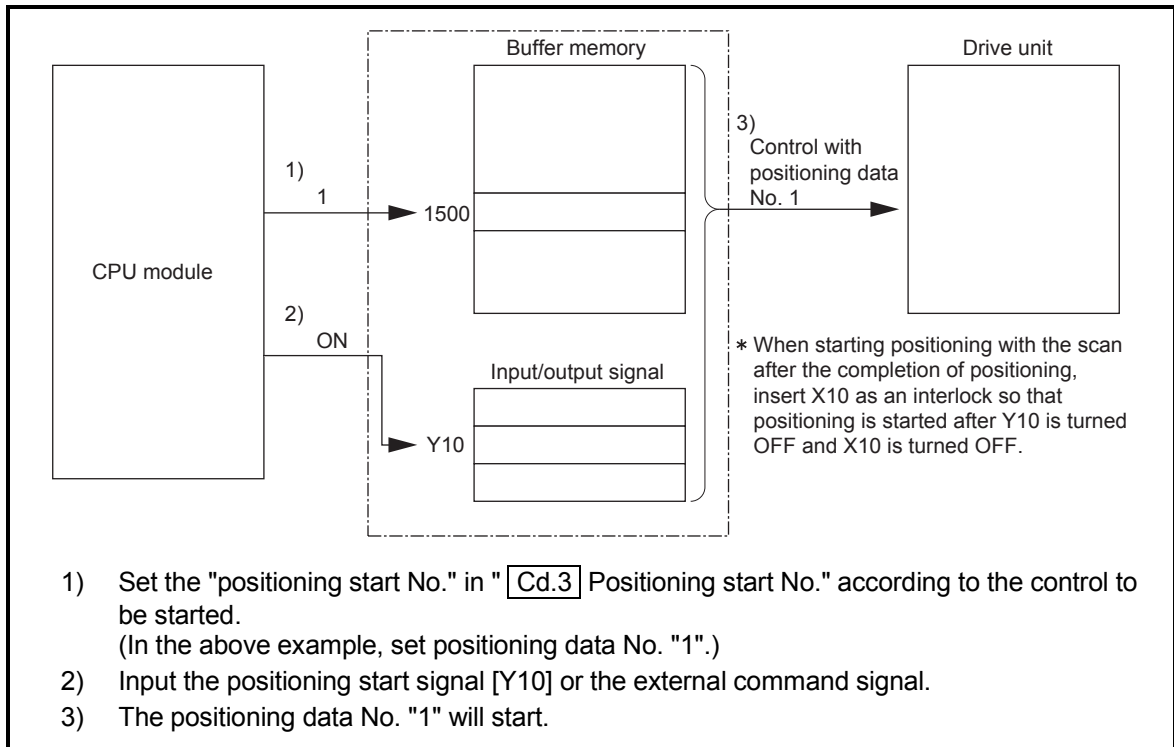 Buffer memory
Drive unit
CPU module
1)
1
1500
2)
ON
Input/output signal
Y10
3)
Control with
positioning data
No. 1
* When starting positioning with the scan
after the completion of positioning,
insert X10 as an interlock so that
positioning is started after Y10 is turned
OFF and X10 is turned OFF.
1) Set the "positioning start No." in " Cd.3 Positioning start No." according to the control to
be started.
(In the above example, set positioning data No. "1".)
2) Input the positioning start signal [Y10] or the external command signal.
3) The positioning data No. "1" will start.